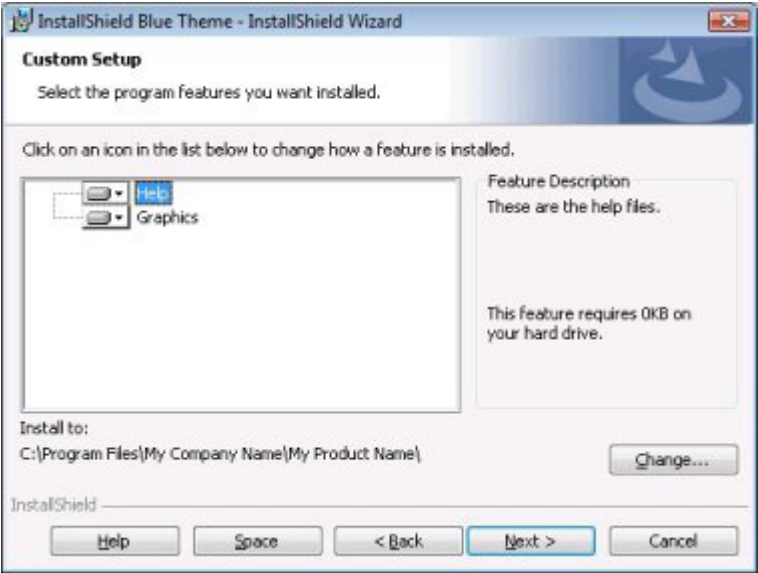 InstallShield Blue Theme - InstallShield Wizard
Custom Setup
Select the program features you want installed.
Click on an icon in the list below to change how a feature is installed.
Help
Graphics
Feature Description
These are the help files.
This feature requires 0KB on
your hard drive.
Install to:
C:\Program Files\My Company Name\My Product Name\
Change...
InstallShield
Help
Space
< Back
Next >
Cancel